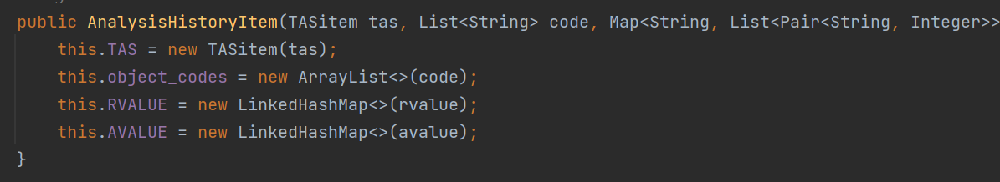 public AnalysisHistoryItem(TASitem tas, List<String> code, Map<String, List<Pair<String, Integer>>
this.TAS = new TASitem(tas);
this.object_codes = new ArrayList<>(code);
this.RVALUE = new LinkedHashMap<>(rvalue);
this.AVALUE = new LinkedHashMap<>(avalue);
}